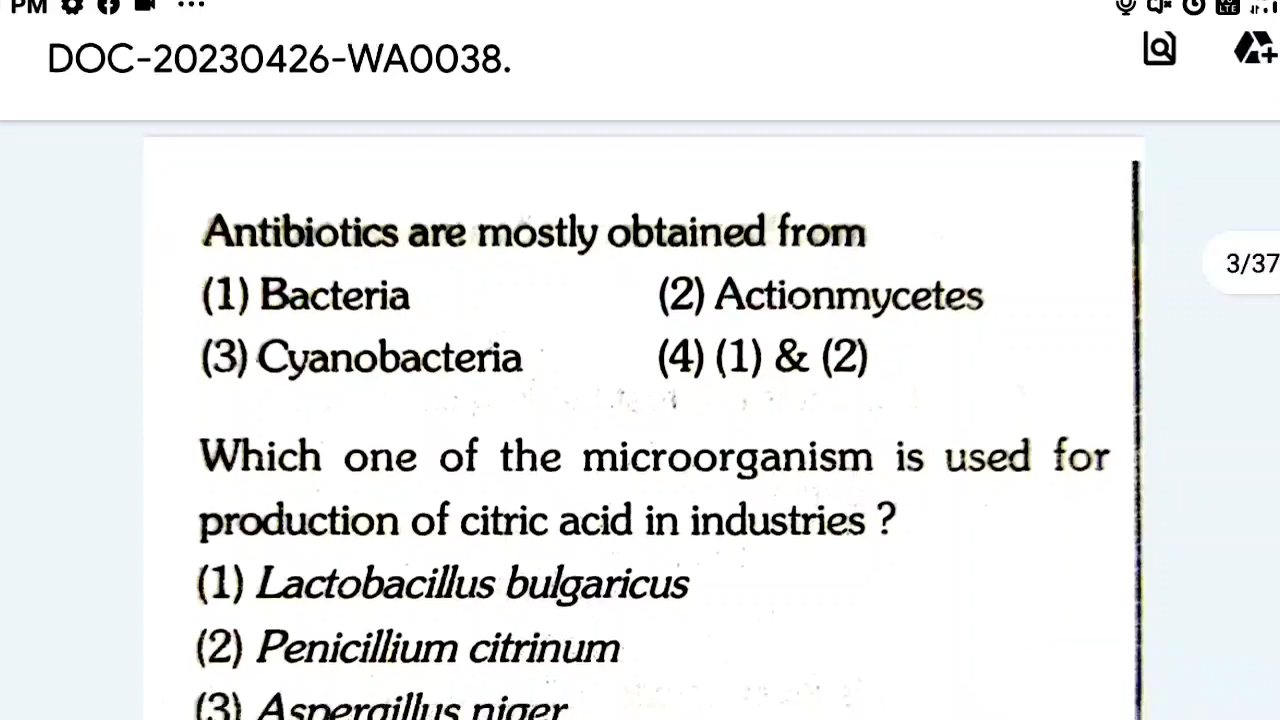 PM ...
DOC-20230426-WA0038.
3/37
Antibiotics are mostly obtained from
(1) Bacteria (2) Actionmycetes
(3) Cyanobacteria (4) (1) & (2)
Which one of the microorganism is used for
production of citric acid in industries ?
(1) Lactobacillus bulgaricus
(2) Penicillium citrinum
(3) Aspergillus niger